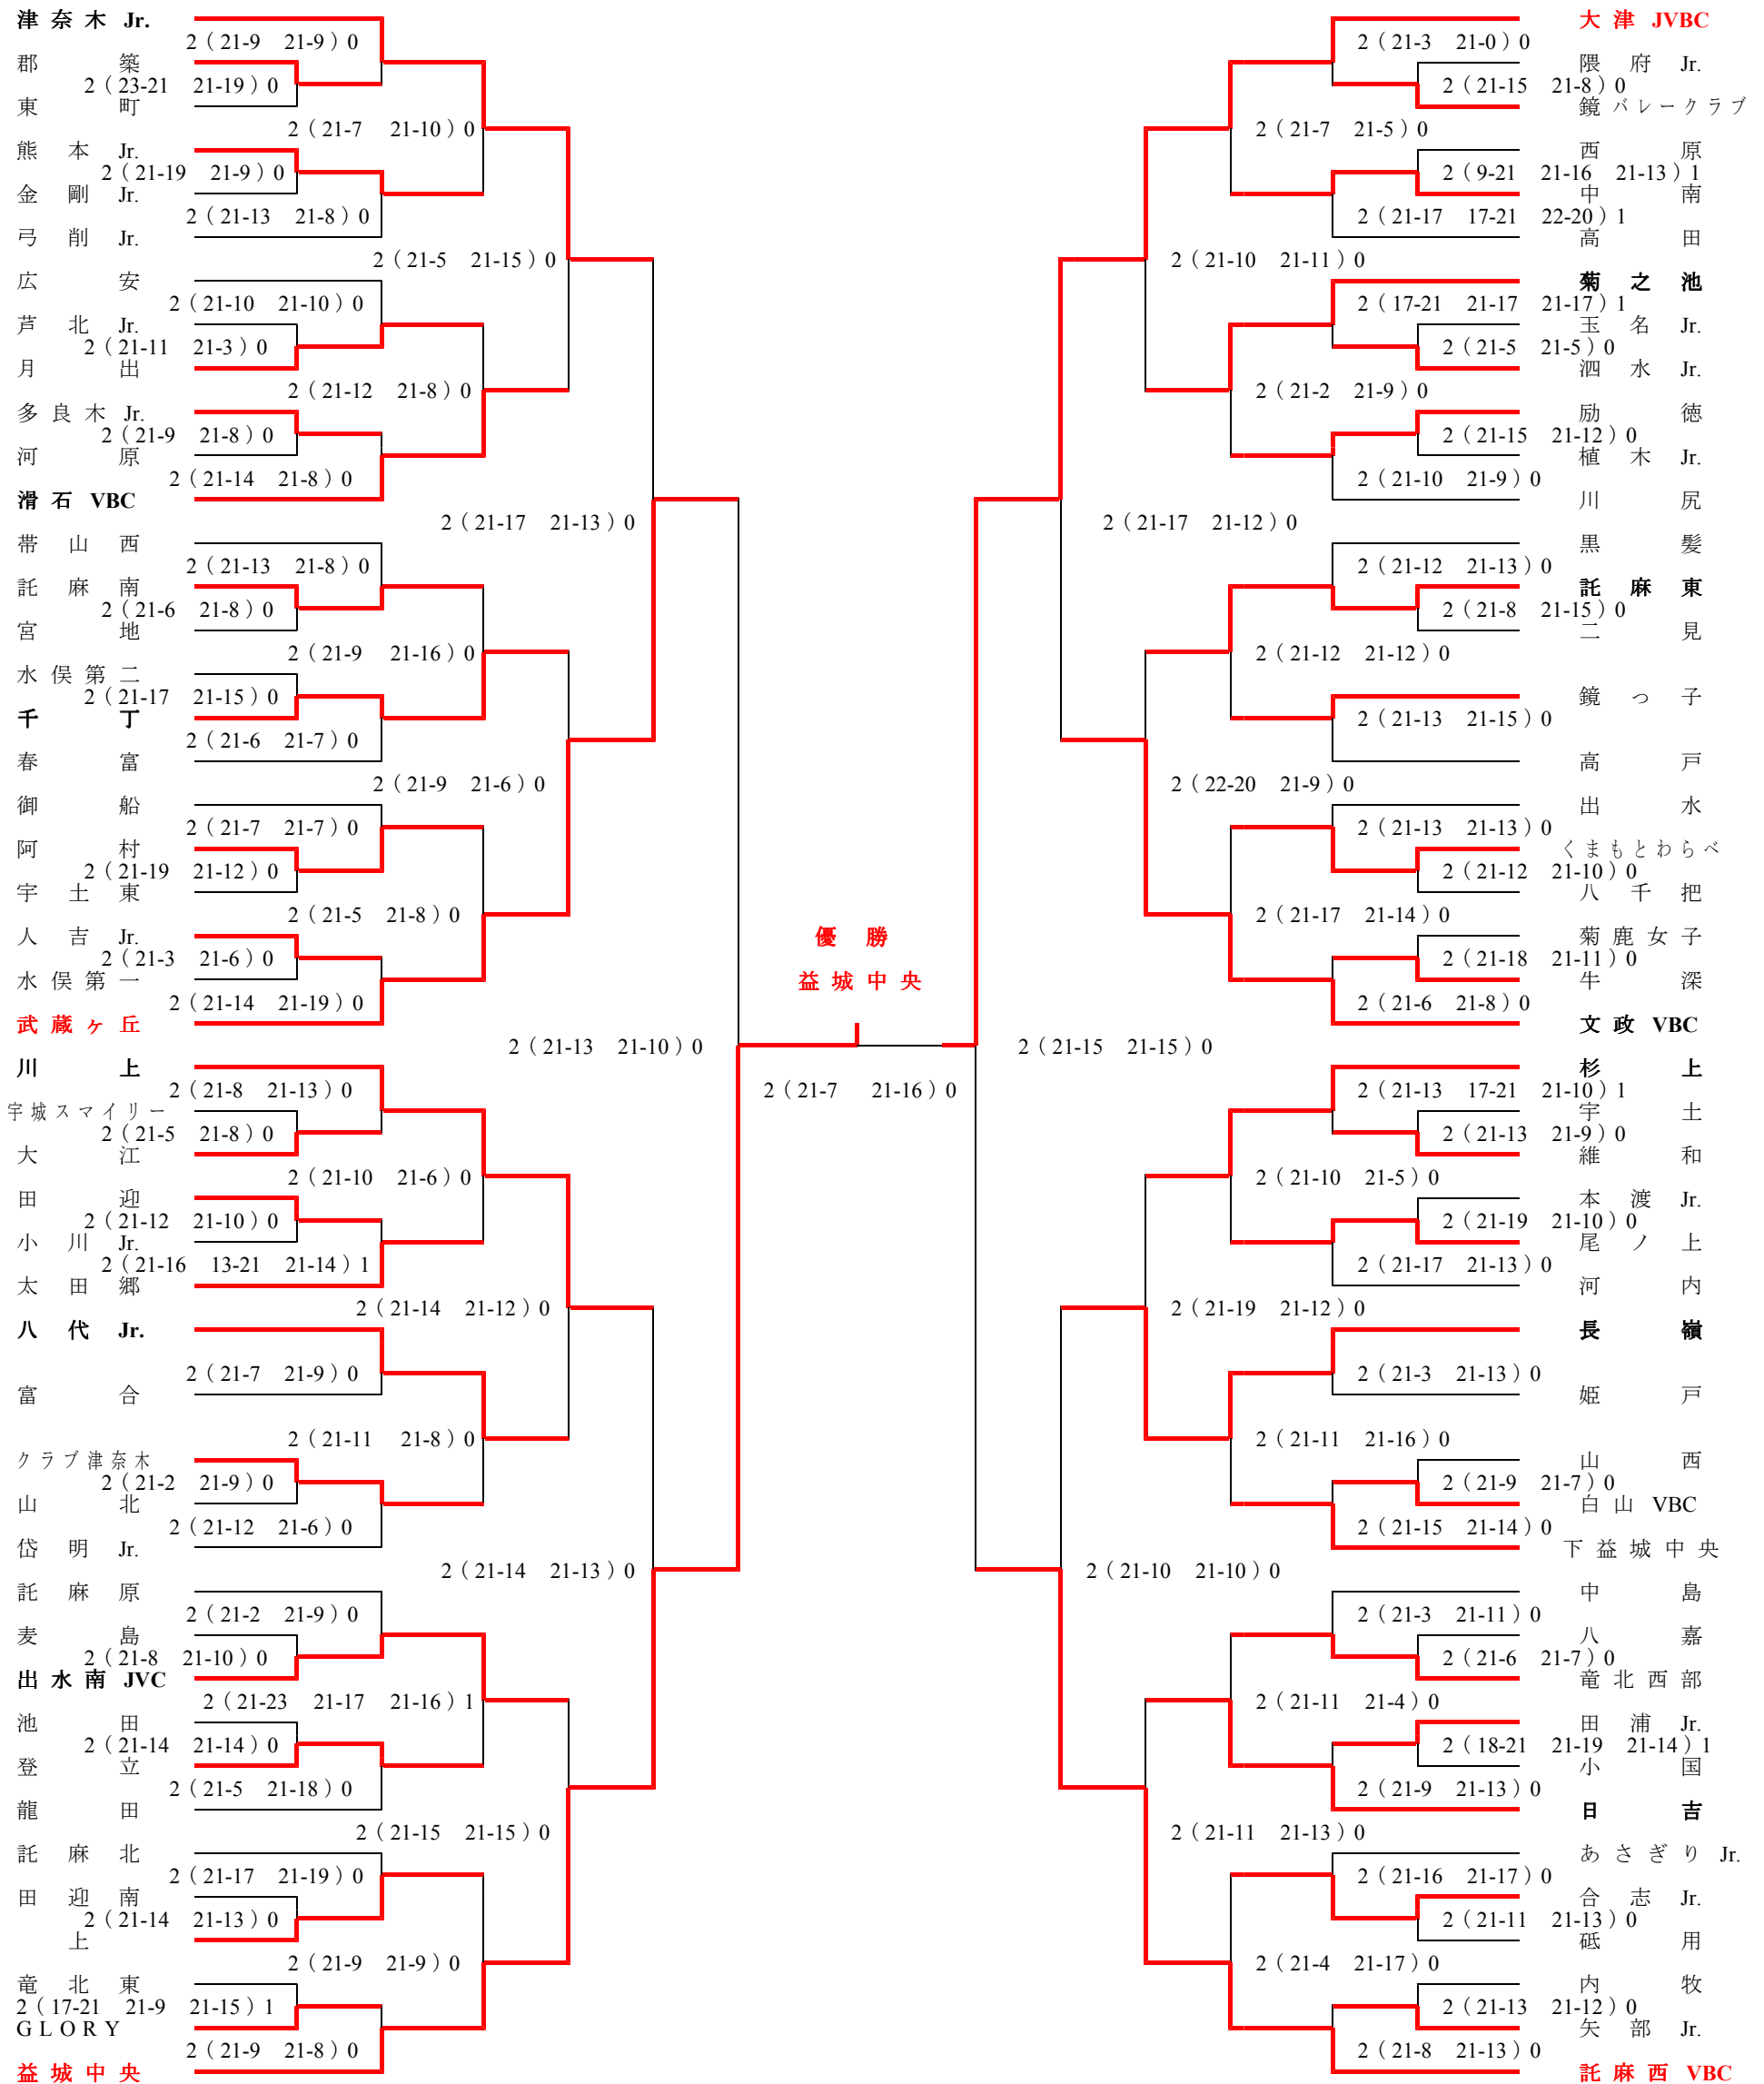 津奈木 Jr.
2（21-9 21-9）0
郡築
2（23-21 21-19）0
東町
2（21-7 21-10）0
熊本 Jr.
2（21-19 21-9）0
金剛 Jr.
2（21-13 21-8）0
弓削 Jr.
2（21-5 21-15）0
広安
2（21-10 21-10）0
芦北 Jr.
2（21-11 21-3）0
月出
2（21-12 21-8）0
多良木 Jr.
2（21-9 21-8）0
河原
2（21-14 21-8）0
滑石 VBC
2（21-17 21-13）0
帯山西
2（21-13 21-8）0
託麻南
2（21-6 21-8）0
宮地
2（21-9 21-16）0
水俣第二
2（21-17 21-15）0
千丁
2（21-6 21-7）0
春富
2（21-9 21-6）0
御船
2（21-7 21-7）0
阿村
2（21-19 21-12）0
宇土東
2（21-5 21-8）0
人吉 Jr.
2（21-3 21-6）0
水俣第一
2（21-14 21-19）0
武蔵ヶ丘
2（21-13 21-10）0
川上
2（21-8 21-13）0
宇城スマイリー
2（21-5 21-8）0
大江
2（21-10 21-6）0
田迎
2（21-12 21-10）0
小川 Jr.
2（21-16 13-21 21-14）1
太田郷
2（21-14 21-12）0
八代 Jr.
2（21-7 21-9）0
富合
2（21-11 21-8）0
クラブ津奈木
2（21-2 21-9）0
山北
2（21-12 21-6）0
岱明 Jr.
2（21-14 21-13）0
託麻原
2（21-2 21-9）0
麦島
2（21-8 21-10）0
出水南 JVC
2（21-23 21-17 21-16）1
池田
2（21-14 21-14）0
登立
2（21-5 21-18）0
龍田
2（21-15 21-15）0
託麻北
2（21-17 21-19）0
田迎南
2（21-14 21-13）0
上
2（21-9 21-9）0
竜北東
2（17-21 21-9 21-15）1
GLORY
2（21-9 21-8）0
益城中央
優勝
益城中央
2（21-7 21-16）0
大津 JVBC
2（21-3 21-0）0
隈府 Jr.
2（21-15 21-8）0
鏡バレークラブ
2（21-7 21-5）0
西原
2（9-21 21-16 21-13）1
中南
2（21-17 17-21 22-20）1
高田
2（21-10 21-11）0
菊之池
2（17-21 21-17 21-17）1
玉名 Jr.
2（21-5 21-5）0
泗水 Jr.
2（21-2 21-9）0
励徳
2（21-15 21-12）0
植木 Jr.
2（21-10 21-9）0
川尻
2（21-17 21-12）0
黒髪
2（21-12 21-13）0
託麻東
2（21-8 21-15）0
二見
2（21-12 21-12）0
鏡っ子
2（21-13 21-15）0
高戸
2（22-20 21-9）0
出水
2（21-13 21-13）0
くまもとわらべ
2（21-12 21-10）0
八千把
2（21-17 21-14）0
菊鹿女子
2（21-18 21-11）0
牛深
2（21-6 21-8）0
文政 VBC
2（21-15 21-15）0
杉上
2（21-13 17-21 21-10）1
宇土
2（21-13 21-9）0
維和
2（21-10 21-5）0
本渡 Jr.
2（21-19 21-10）0
尾ノ上
2（21-17 21-13）0
河内
2（21-19 21-12）0
長嶺
2（21-3 21-13）0
姫戸
2（21-11 21-16）0
山西
2（21-9 21-7）0
白山 VBC
2（21-15 21-14）0
下益城中央
2（21-10 21-10）0
中島
2（21-3 21-11）0
八嘉
2（21-6 21-7）0
竜北西部
2（21-11 21-4）0
田浦 Jr.
2（18-21 21-19 21-14）1
小国
2（21-9 21-13）0
日吉
2（21-11 21-13）0
あさぎり Jr.
2（21-16 21-17）0
合志 Jr.
2（21-11 21-13）0
砥用
2（21-4 21-17）0
内牧
2（21-13 21-12）0
矢部 Jr.
2（21-8 21-13）0
託麻西 VBC